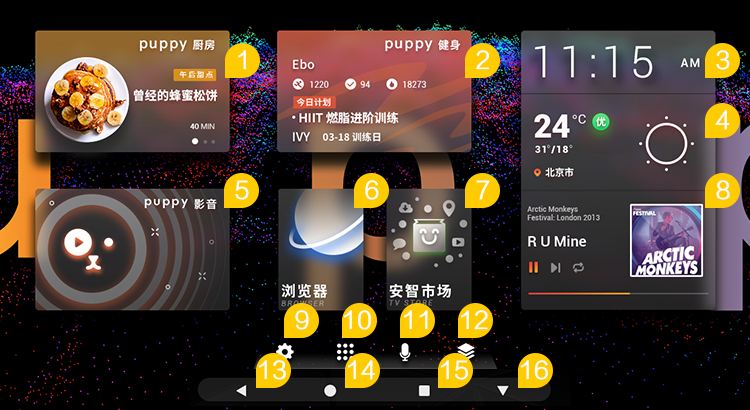 puppy 厨房
1
午后甜点
曾经的蜂蜜松饼
40 MIN
puppy 健身
2
Ebo
1220 94 18273
今日计划
• HIIT 燃脂进阶训练
IVY 03-18 训练日
11:15 AM
3
24°C 优
4
31°/18°
北京市
puppy 影音
5
6
浏览器
BROWSER
7
安智市场
TV STORE
8
Arctic Monkeys
Festival: London 2013
R U Mine
FESTIVAL
ARCTIC
MONKEYS
9 10 11 12
13 14 15 16